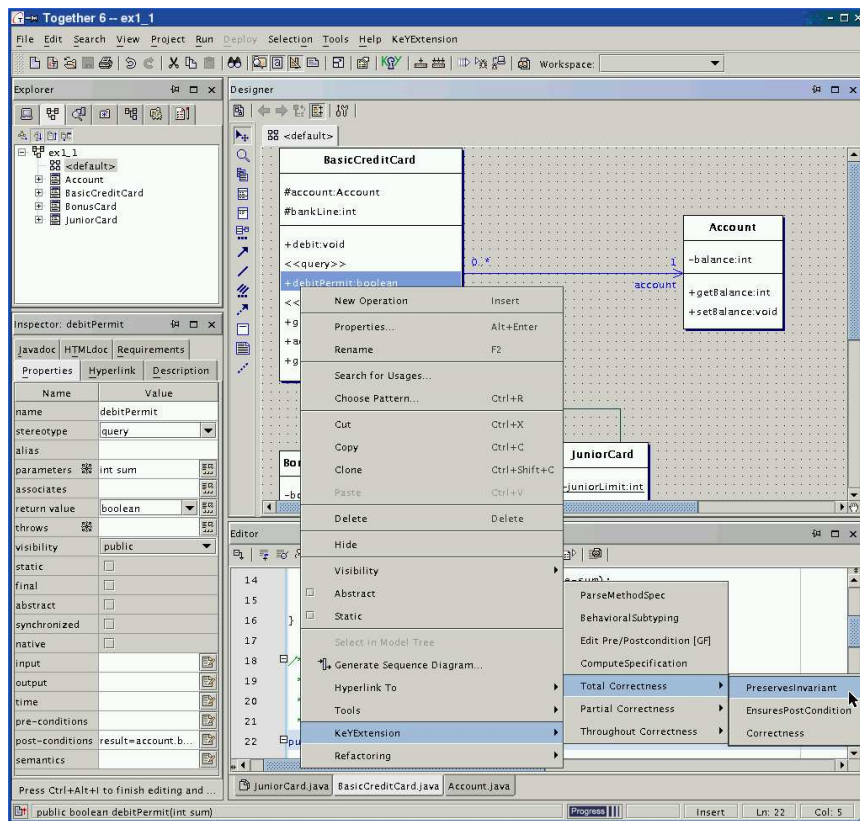 Together 6 -- ex1_1
File Edit Search View Project Run Deploy Selection Tools Help KeYExtension
KeY
Workspace:
Explorer
ex1_1
<default>
Account
BasicCreditCard
BonusCard
JuniorCard
Inspector: debitPermit
Javadoc HTMLdoc Requirements
Properties Hyperlink Description
Name Value
name debitPermit
stereotype query
alias
parameters int sum
associates
return value boolean
throws
visibility public
static
final
abstract
synchronized
native
input
output
time
pre-conditions
post-conditions result=account.b...
semantics
Press Ctrl+Alt+I to finish editing and ...
Designer
<default>
BasicCreditCard
#account:Account
#bankLine:int
+debit:void
<<query>>
+debitPermit:boolean
<<
+g
+a
+g
0..*
1
account
Account
-balance:int
+getBalance:int
+setBalance:void
Bo
-bo
JuniorCard
-juniorLimit:int
New Operation Insert
Properties... Alt+Enter
Rename F2
Search for Usages...
Choose Pattern... Ctrl+R
Cut Ctrl+X
Copy Ctrl+C
Clone Ctrl+Shift+C
Paste Ctrl+V
Delete Delete
Hide
Visibility
Abstract
Static
Select in Model Tree
Generate Sequence Diagram...
Hyperlink To
Tools
KeYExtension
Refactoring
ParseMethodSpec
BehavioralSubtyping
Edit Pre/Postcondition [GF]
ComputeSpecification
Total Correctness
Partial Correctness
Throughout Correctness
PreservesInvariant
EnsuresPostCondition
Correctness
Editor
14
15
16 }
17
18 /*
19 *
20 *
21 *
22 pu
JuniorCard.java BasicCreditCard.java Account.java
public boolean debitPermit(int sum)
Progress
Insert Ln: 22 Col: 5